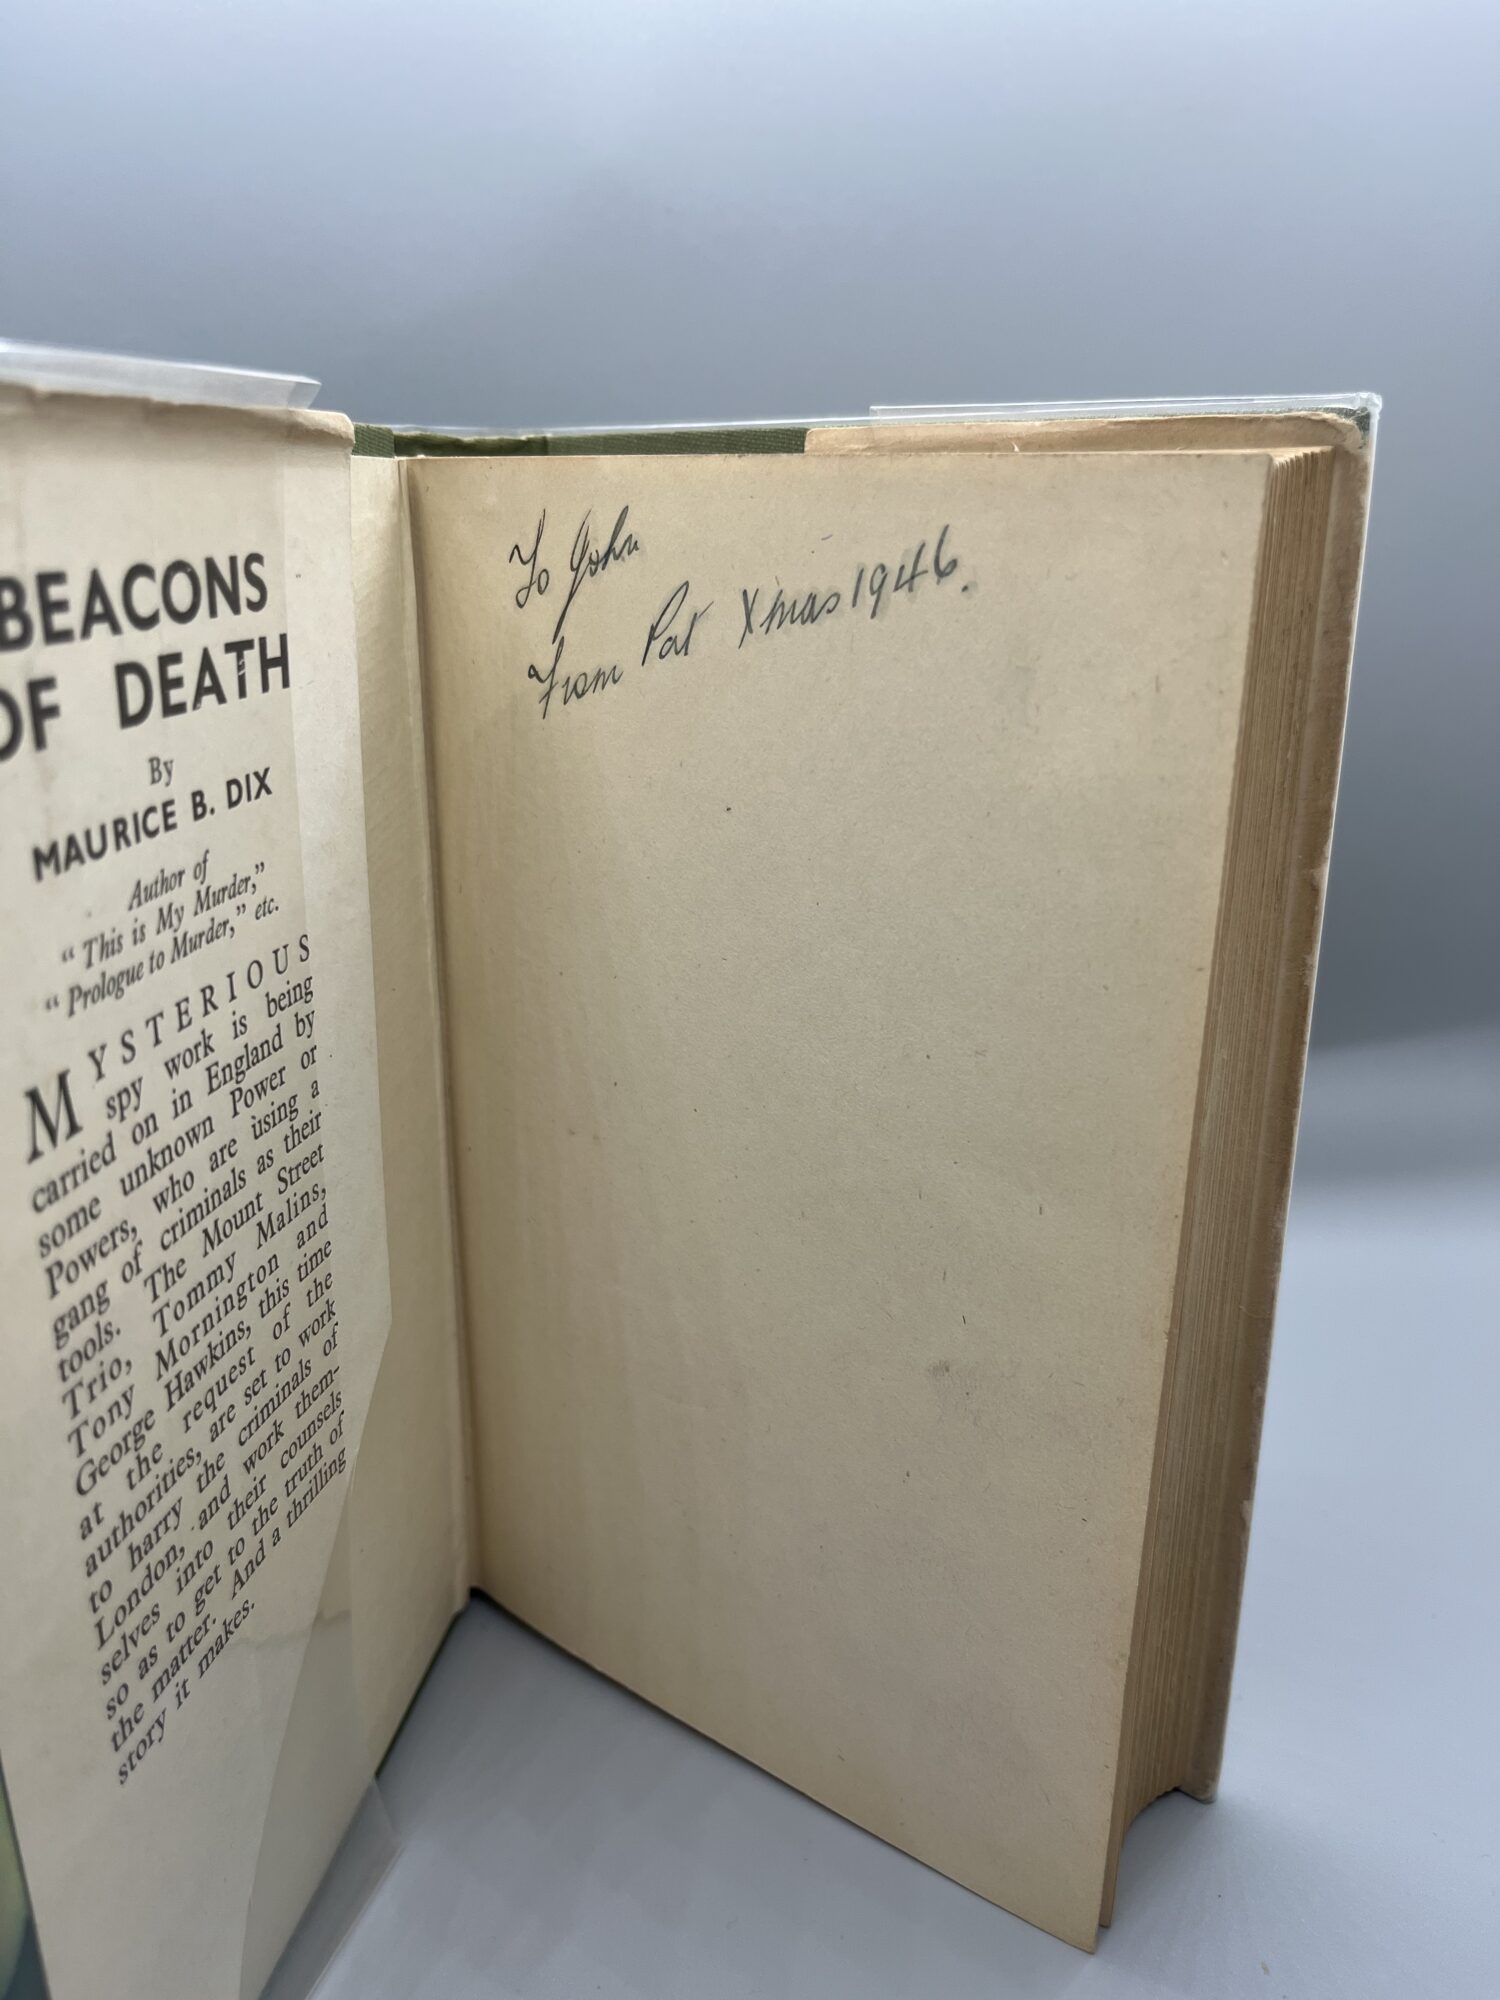 BEACONS
OF DEATH
By
MAURICE B. DIX
Author of
“This is My Murder,”
“Prologue to Murder,” etc.
MYSTERIOUS
spy work is being
carried on in England by
some unknown Power or
Powers, who are using a
gang of criminals as their
tools. The Mount Street
Trio, Tommy Malins,
Tony Mornington and
George Hawkins, this time
at the request of the
authorities, are set to work
to harry the criminals of
London, and work them-
selves into their counsels
so as to get to the truth of
the matter. And a thrilling
story it makes.
To John
From Pat Xmas 1946.